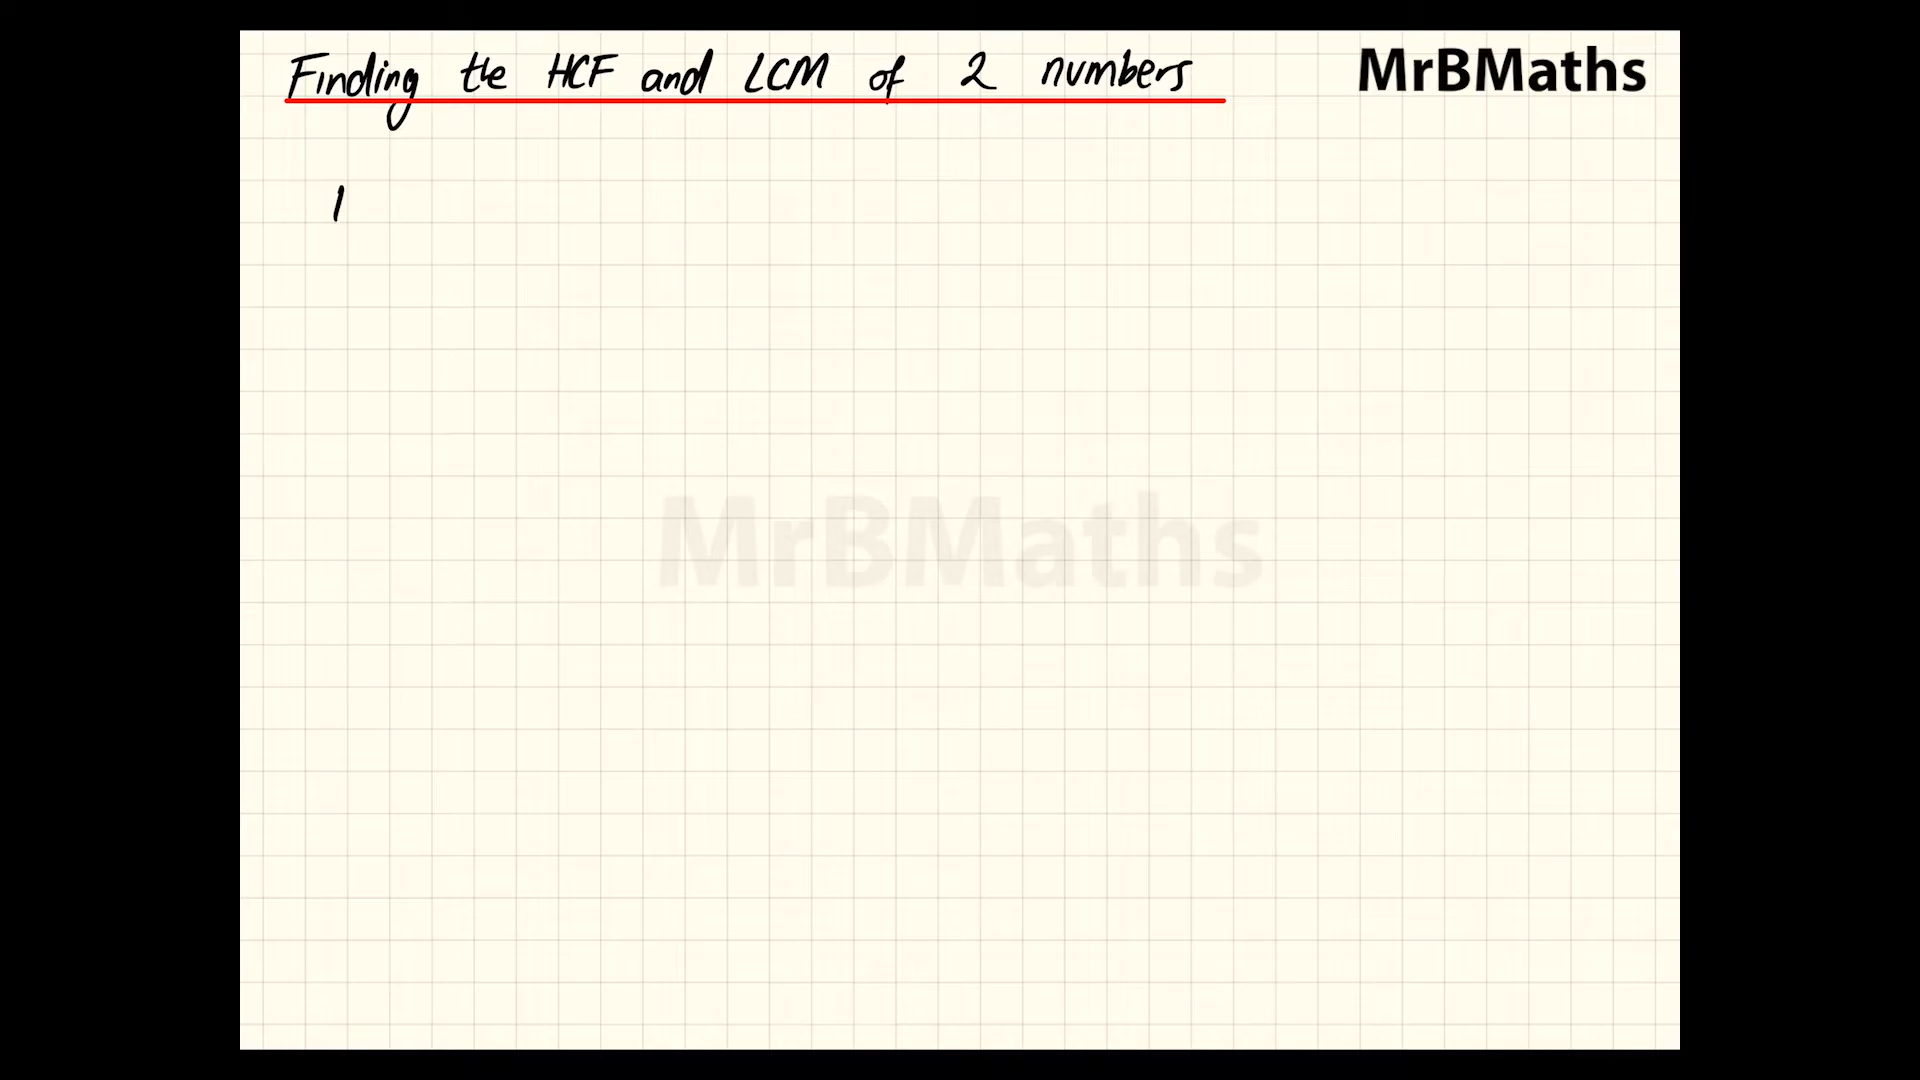 Finding the HCF and LCM of 2 numbers
MrBMaths
1
MrBMaths